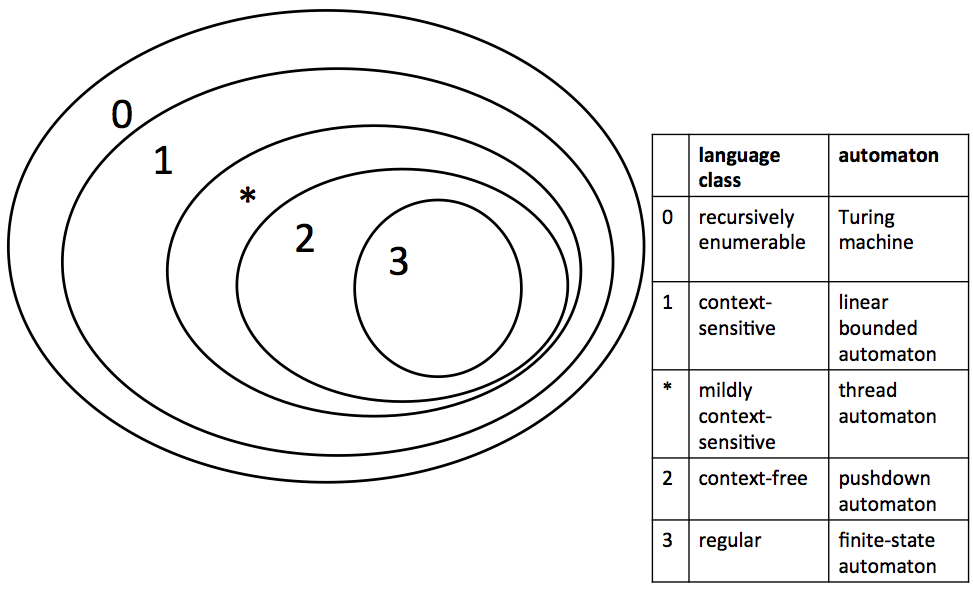 0
1
*
2
3
language class
automaton
0
recursively enumerable
Turing machine
1
context-sensitive
linear bounded automaton
*
mildly context-sensitive
thread automaton
2
context-free
pushdown automaton
3
regular
finite-state automaton